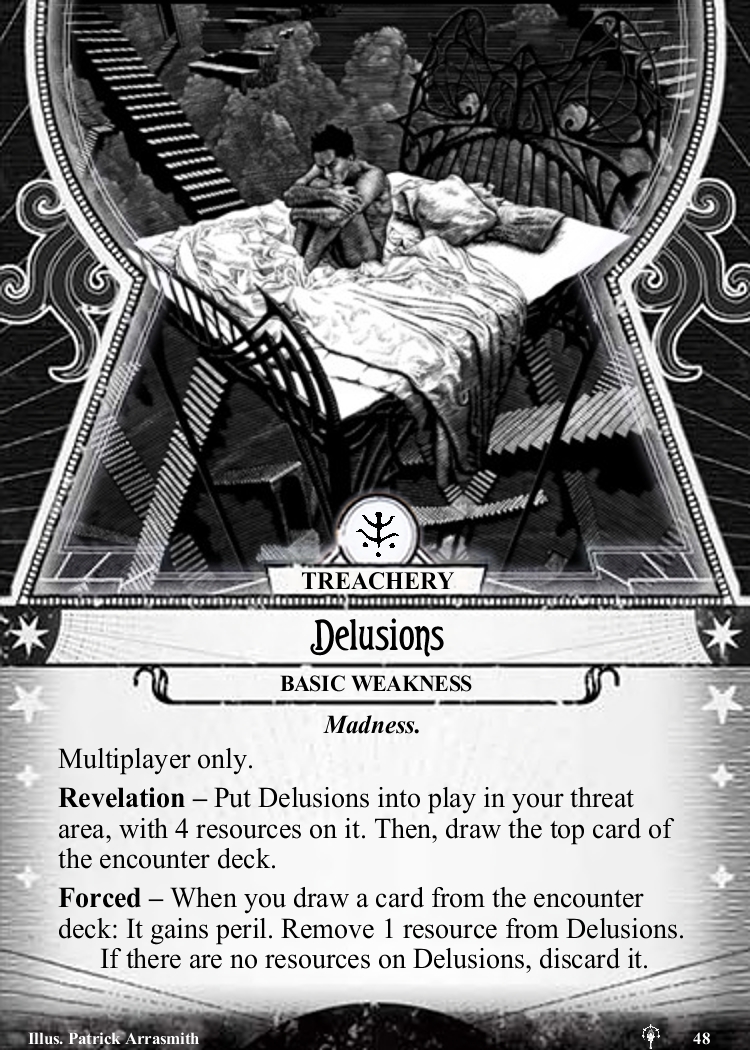 TREACHERY
Delusions
BASIC WEAKNESS
Madness.
Multiplayer only.
Revelation – Put Delusions into play in your threat
area, with 4 resources on it. Then, draw the top card of
the encounter deck.
Forced – When you draw a card from the encounter
deck: It gains peril. Remove 1 resource from Delusions.
If there are no resources on Delusions, discard it.
Illus. Patrick Arrasmith
48